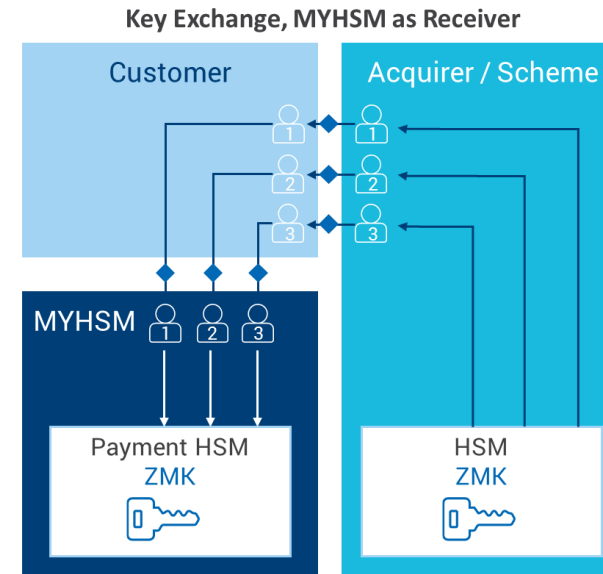 Key Exchange, MYHSM as Receiver
Customer
Acquirer / Scheme
1
1
2
2
3
3
MYHSM
1
2
3
Payment HSM
ZMK
HSM
ZMK